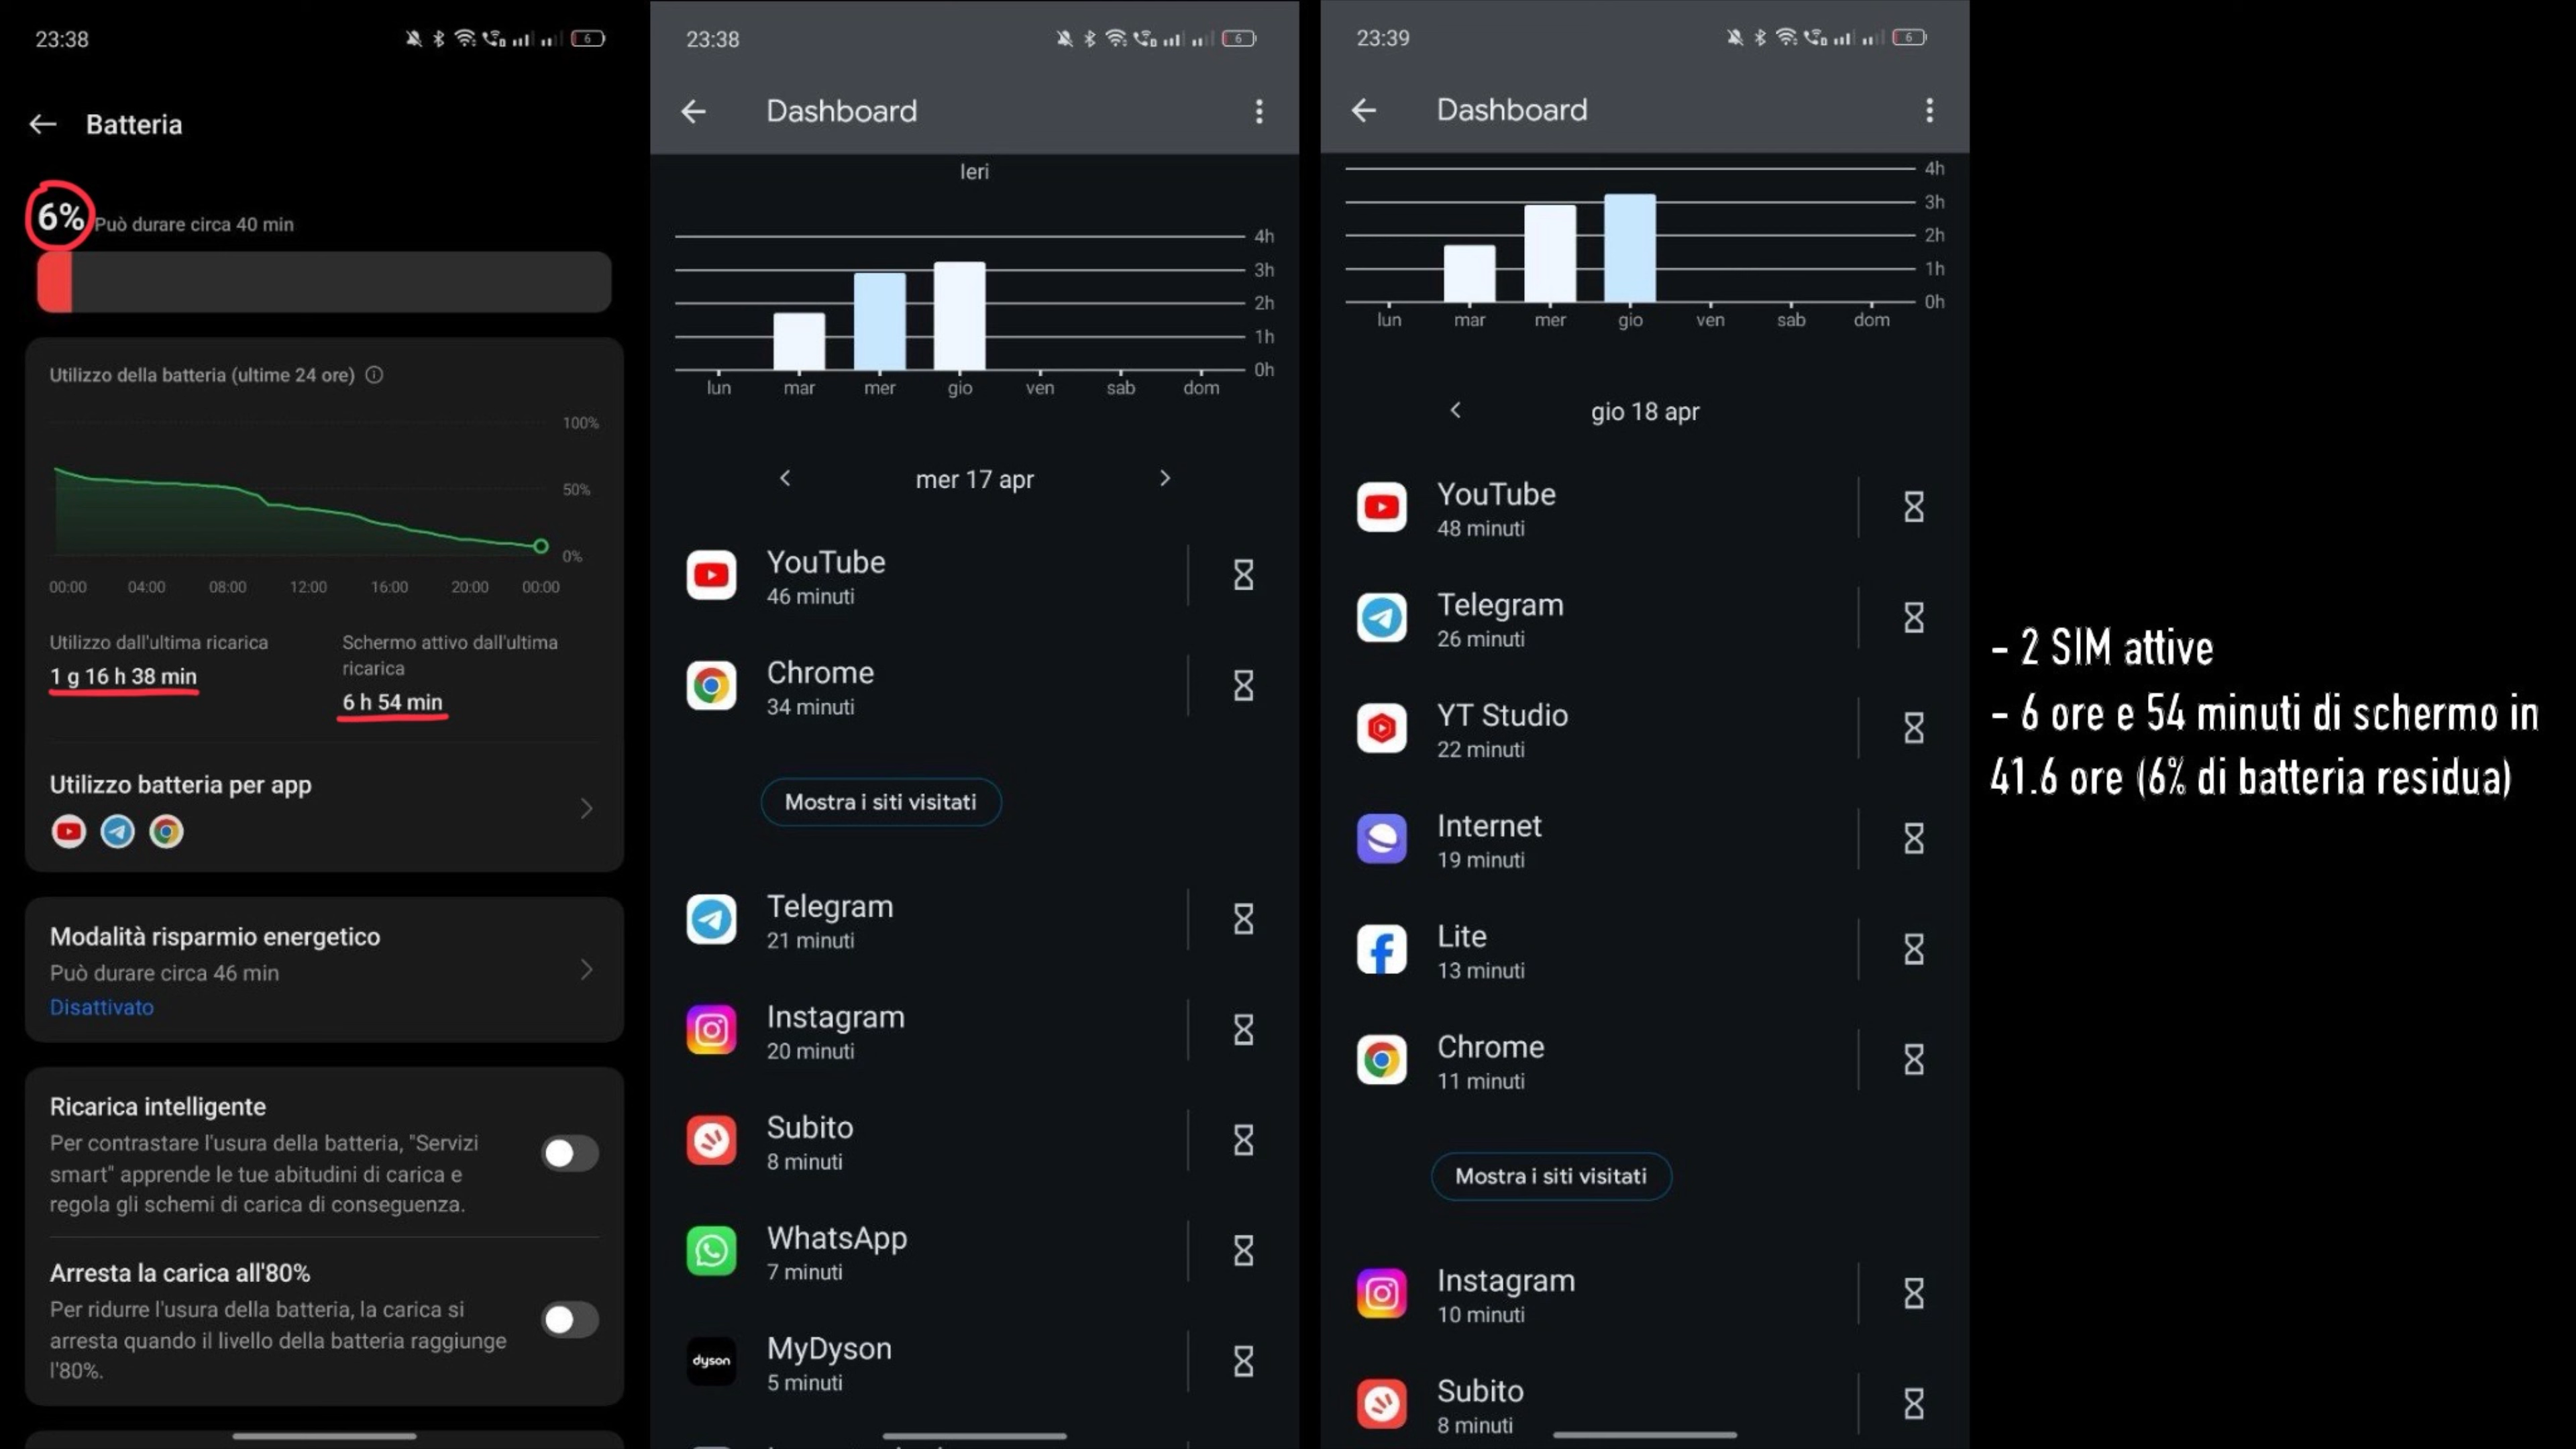 23:38
6
Batteria
6% Può durare circa 40 min
Utilizzo della batteria (ultime 24 ore)
100%
50%
0%
00:00 04:00 08:00 12:00 16:00 20:00 00:00
Utilizzo dall'ultima ricarica
1 g 16 h 38 min
Schermo attivo dall'ultima
ricarica
6 h 54 min
Utilizzo batteria per app
Modalità risparmio energetico
Può durare circa 46 min
Disattivato
Ricarica intelligente
Per contrastare l'usura della batteria, "Servizi
smart" apprende le tue abitudini di carica e
regola gli schemi di carica di conseguenza.
Arresta la carica all'80%
Per ridurre l'usura della batteria, la carica si
arresta quando il livello della batteria raggiunge
l'80%.
23:38
6
Dashboard
Ieri
4h
3h
2h
1h
0h
lun mar mer gio ven sab dom
mer 17 apr
YouTube
46 minuti
Chrome
34 minuti
Mostra i siti visitati
Telegram
21 minuti
Instagram
20 minuti
Subito
8 minuti
WhatsApp
7 minuti
dyson
MyDyson
5 minuti
23:39
6
Dashboard
4h
3h
2h
1h
0h
lun mar mer gio ven sab dom
gio 18 apr
YouTube
48 minuti
Telegram
26 minuti
YT Studio
22 minuti
Internet
19 minuti
Lite
13 minuti
Chrome
11 minuti
Mostra i siti visitati
Instagram
10 minuti
Subito
8 minuti
- 2 SIM attive
- 6 ore e 54 minuti di schermo in
41.6 ore (6% di batteria residua)